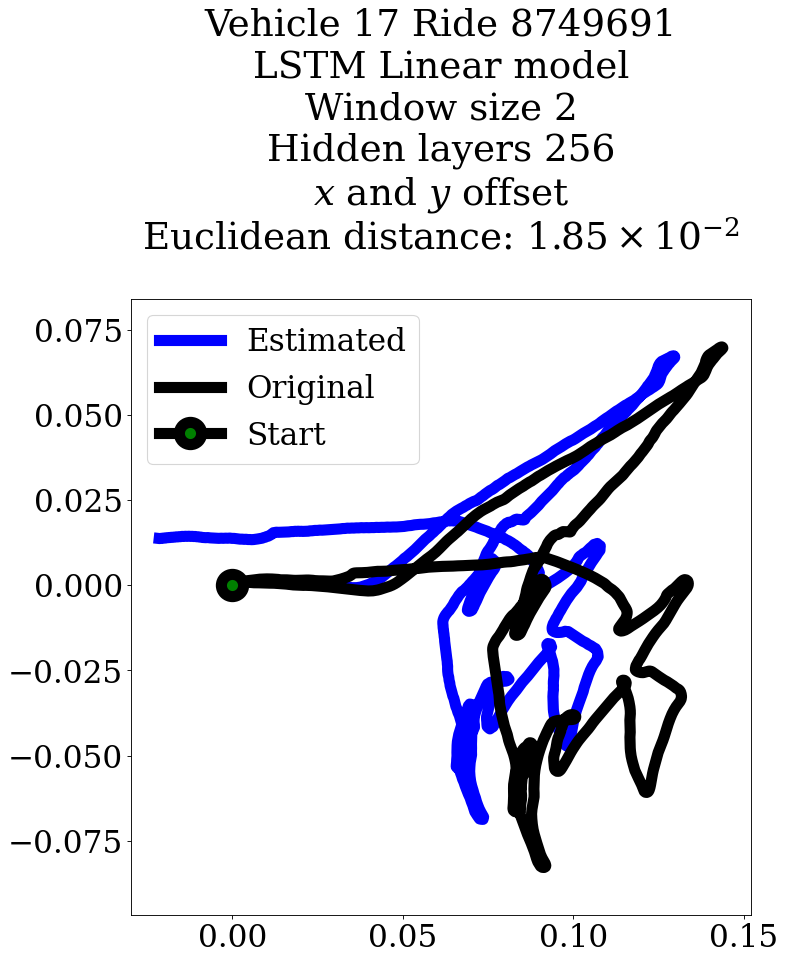 Vehicle 17 Ride 8749691
LSTM Linear model
Window size 2
Hidden layers 256
x and y offset
Euclidean distance: 1.85 × 10⁻²
Estimated
Original
Start
0.075
0.050
0.025
0.000
−0.025
−0.050
−0.075
0.00 0.05 0.10 0.15